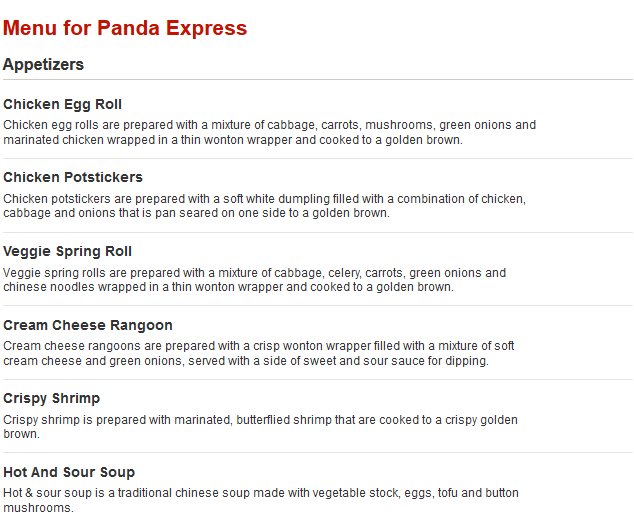 Menu for Panda Express
Appetizers
Chicken Egg Roll
Chicken egg rolls are prepared with a mixture of cabbage, carrots, mushrooms, green onions and
marinated chicken wrapped in a thin wonton wrapper and cooked to a golden brown.
Chicken Potstickers
Chicken potstickers are prepared with a soft white dumpling filled with a combination of chicken,
cabbage and onions that is pan seared on one side to a golden brown.
Veggie Spring Roll
Veggie spring rolls are prepared with a mixture of cabbage, celery, carrots, green onions and
chinese noodles wrapped in a thin wonton wrapper and cooked to a golden brown.
Cream Cheese Rangoon
Cream cheese rangoons are prepared with a crisp wonton wrapper filled with a mixture of soft
cream cheese and green onions, served with a side of sweet and sour sauce for dipping.
Crispy Shrimp
Crispy shrimp is prepared with marinated, butterflied shrimp that are cooked to a crispy golden
brown.
Hot And Sour Soup
Hot & sour soup is a traditional chinese soup made with vegetable stock, eggs, tofu and button
mushrooms.